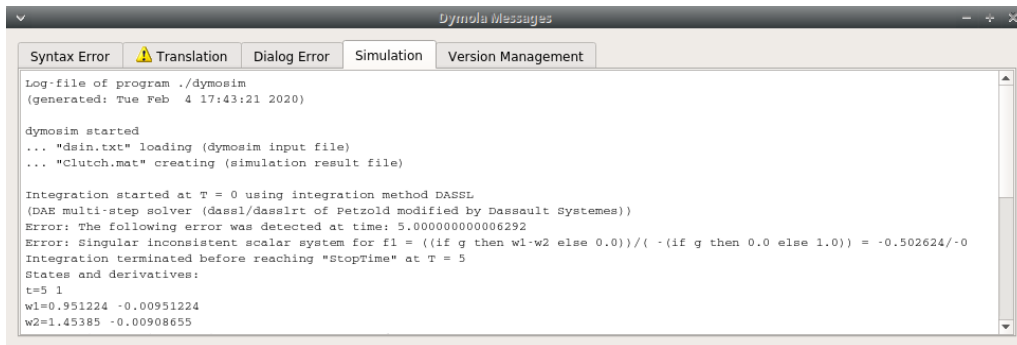 Dymola Messages
Syntax Error Translation Dialog Error Simulation Version Management
Log-file of program ./dymosim
(generated: Tue Feb  4 17:43:21 2020)
dymosim started
... "dsin.txt" loading (dymosim input file)
... "Clutch.mat" creating (simulation result file)
Integration started at T = 0 using integration method DASSL
(DAE multi-step solver (dassl/dasslrt of Petzold modified by Dassault Systemes))
Error: The following error was detected at time: 5.000000000006292
Error: Singular inconsistent scalar system for f1 = ((if g then w1-w2 else 0.0))/( -(if g then 0.0 else 1.0)) = -0.502624/-0
Integration terminated before reaching "StopTime" at T = 5
States and derivatives:
t=5 1
w1=0.951224 -0.00951224
w2=1.45385 -0.00908655